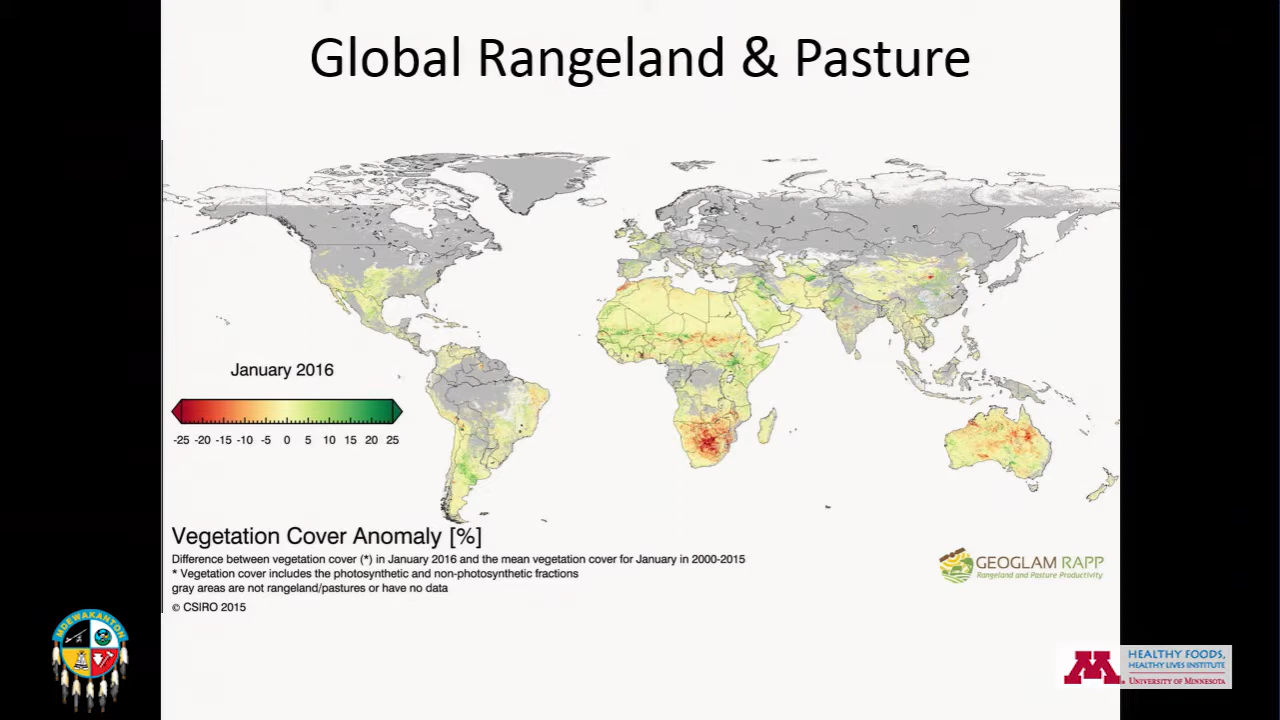 Global Rangeland & Pasture
January 2016
-25 -20 -15 -10 -5 0 5 10 15 20 25
Vegetation Cover Anomaly [%]
Difference between vegetation cover (*) in January 2016 and the mean vegetation cover for January in 2000-2015
* Vegetation cover includes the photosynthetic and non-photosynthetic fractions
gray areas are not rangeland/pastures or have no data
© CSIRO 2015
GEOGLAM RAPP
Rangeland and Pasture Productivity
MDEWAKANTON
M
HEALTHY FOODS,
HEALTHY LIVES INSTITUTE
UNIVERSITY OF MINNESOTA